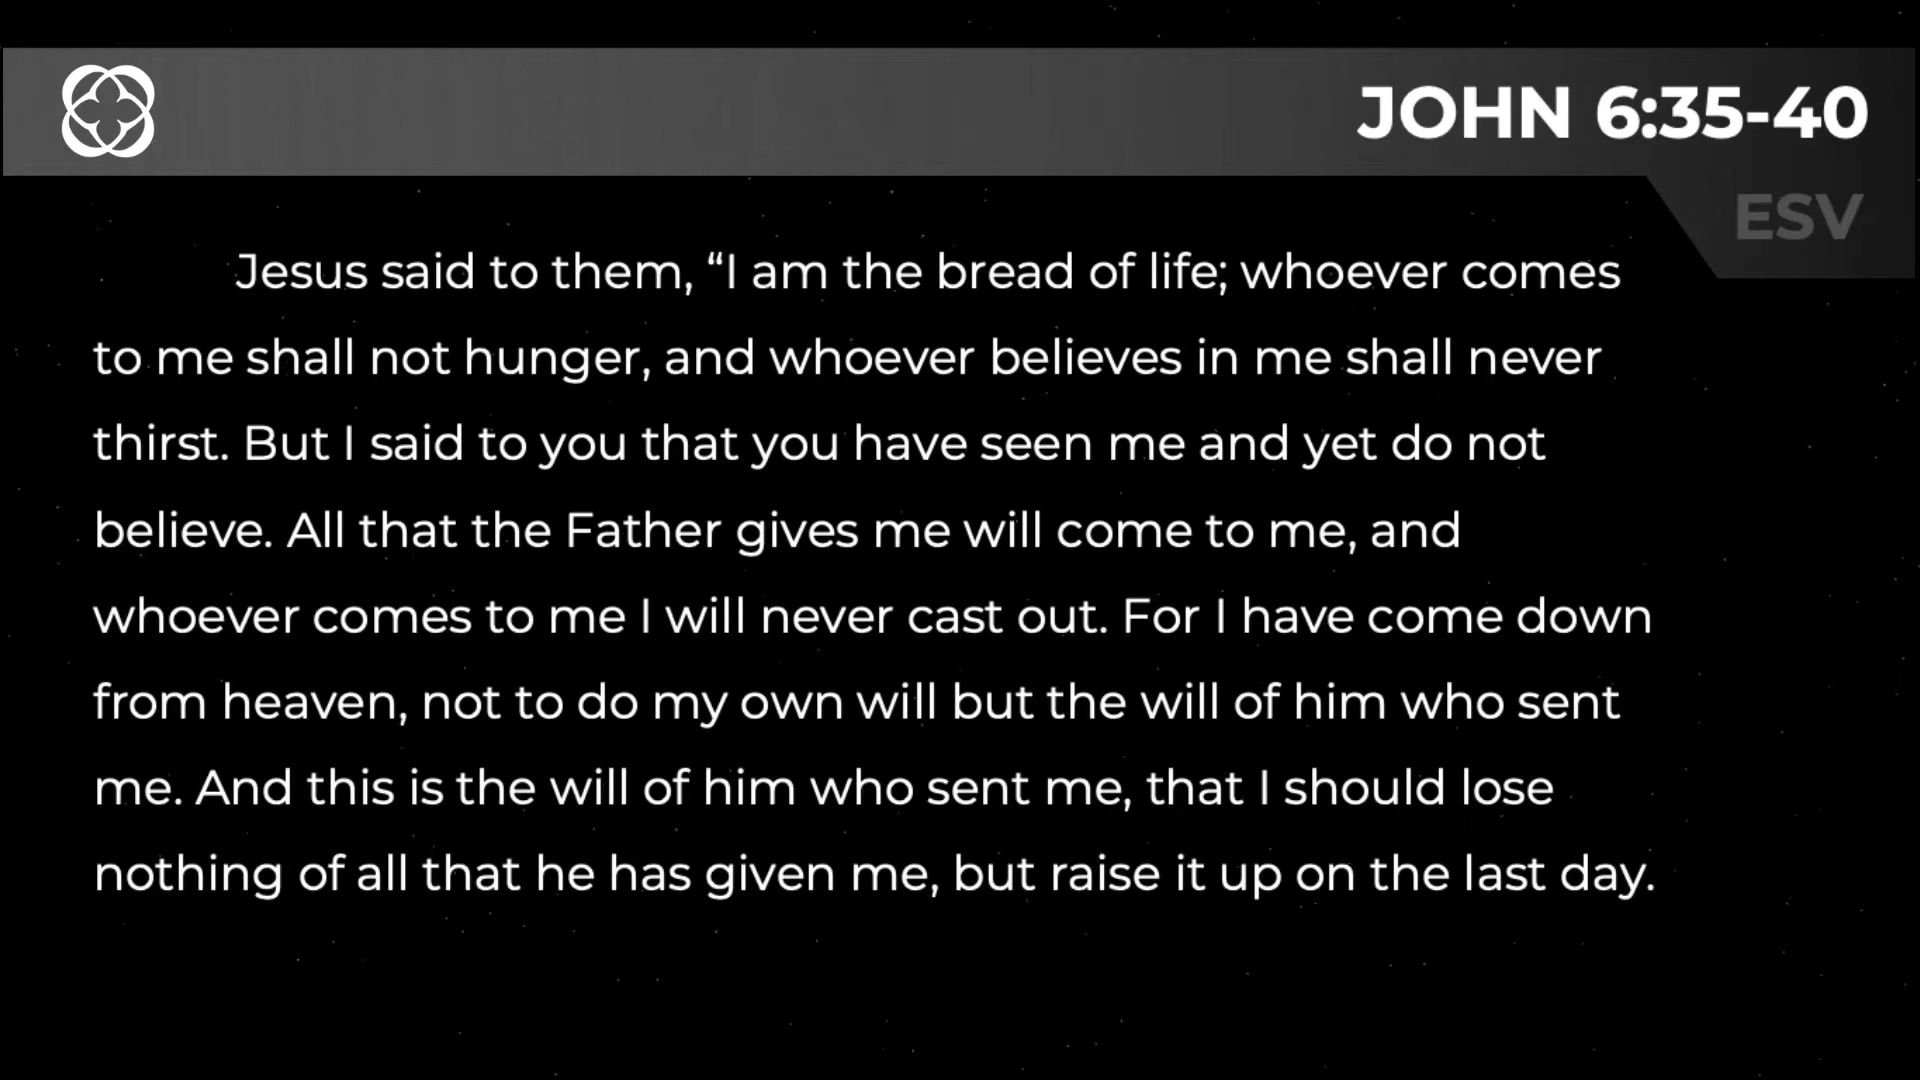 JOHN 6:35-40
ESV
Jesus said to them, “I am the bread of life; whoever comes
to me shall not hunger, and whoever believes in me shall never
thirst. But I said to you that you have seen me and yet do not
believe. All that the Father gives me will come to me, and
whoever comes to me I will never cast out. For I have come down
from heaven, not to do my own will but the will of him who sent
me. And this is the will of him who sent me, that I should lose
nothing of all that he has given me, but raise it up on the last day.